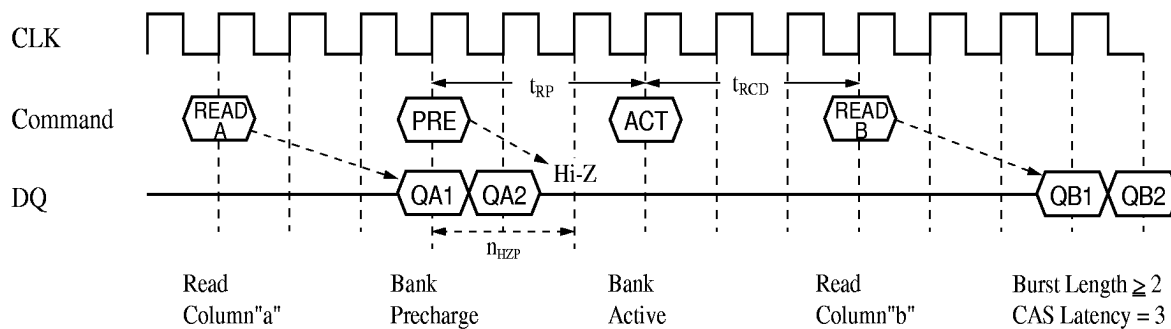 CLK
t_RP
t_RCD
Command
READ
A
PRE
ACT
READ
B
Hi-Z
DQ
QA1
QA2
QB1
QB2
n_HZP
Read
Column"a"
Bank
Precharge
Bank
Active
Read
Column"b"
Burst Length ≧ 2
CAS Latency = 3